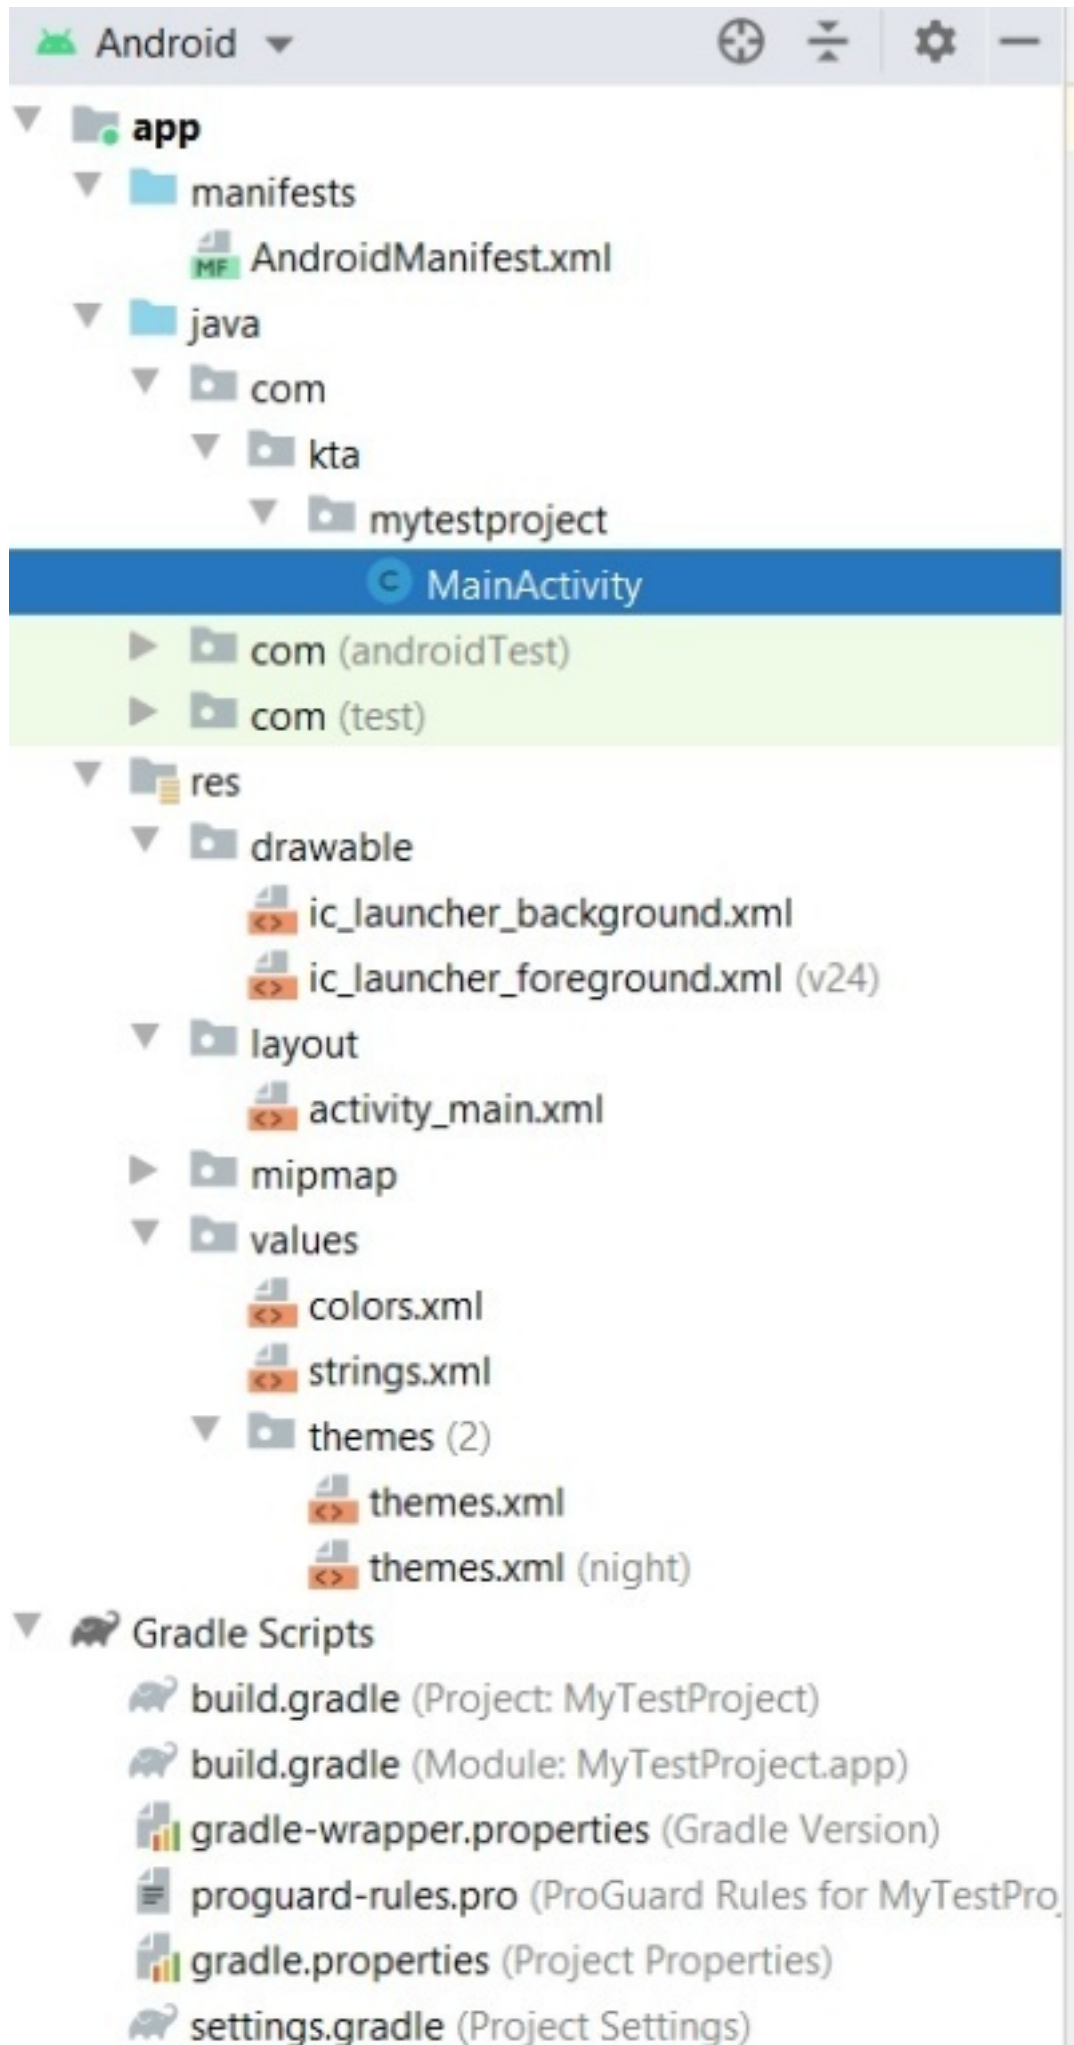 Android
app
manifests
MF AndroidManifest.xml
java
com
kta
mytestproject
C MainActivity
com (androidTest)
com (test)
res
drawable
<> ic_launcher_background.xml
<> ic_launcher_foreground.xml (v24)
layout
<> activity_main.xml
mipmap
values
<> colors.xml
<> strings.xml
themes (2)
<> themes.xml
<> themes.xml (night)
Gradle Scripts
build.gradle (Project: MyTestProject)
build.gradle (Module: MyTestProject.app)
gradle-wrapper.properties (Gradle Version)
proguard-rules.pro (ProGuard Rules for MyTestProj
gradle.properties (Project Properties)
settings.gradle (Project Settings)